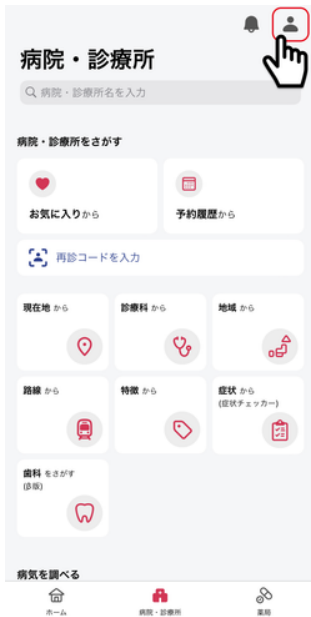 病院・診療所
病院・診療所名を入力
病院・診療所をさがす
お気に入りから
予約履歴から
再診コードを入力
現在地 から
診療科 から
地域 から
路線 から
特徴 から
症状 から
(症状チェッカー)
歯科 をさがす
(β版)
病気を調べる
ホーム
病院・診療所
薬局